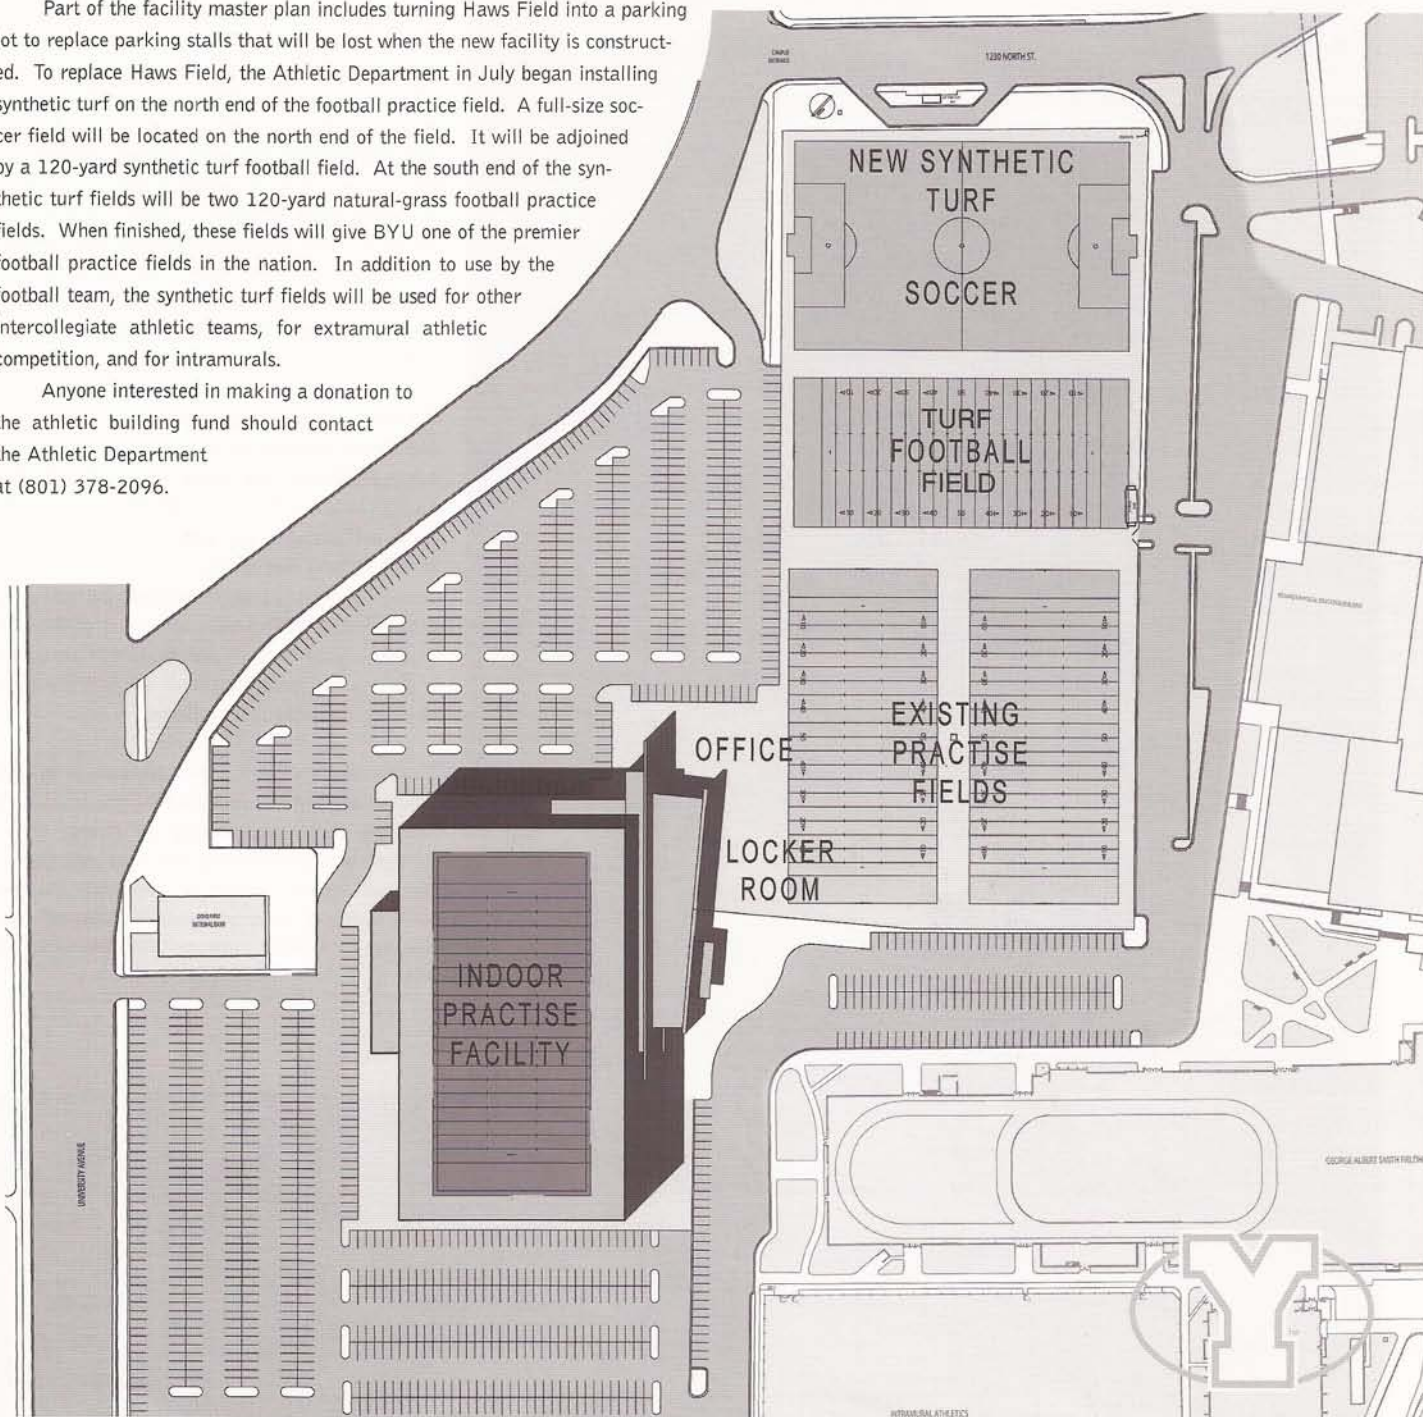 Part of the facility master plan includes turning Haws Field into a parking
ot to replace parking stalls that will be lost when the new facility is construct-
ed. To replace Haws Field, the Athletic Department in July began installing
synthetic turf on the north end of the football practice field. A full-size soc-
cer field will be located on the north end of the field. It will be adjoined
by a 120-yard synthetic turf football field. At the south end of the syn-
thetic turf fields will be two 120-yard natural-grass football practice
fields. When finished, these fields will give BYU one of the premier
football practice fields in the nation. In addition to use by the
football team, the synthetic turf fields will be used for other
intercollegiate athletic teams, for extramural athletic
competition, and for intramurals.
Anyone interested in making a donation to
the athletic building fund should contact
the Athletic Department
at (801) 378-2096.
CAMPUS
ENTRANCE
1230 NORTH ST.
NEW SYNTHETIC
TURF
SOCCER
TURF
FOOTBALL
FIELD
EXISTING
PRACTISE
FIELDS
OFFICE
LOCKER
ROOM
INDOOR
PRACTISE
FACILITY
UNIVERSITY AVENUE
GEORGE ALBERT SMITH FIELDH
INTRAMURAL ATHLETICS
Y